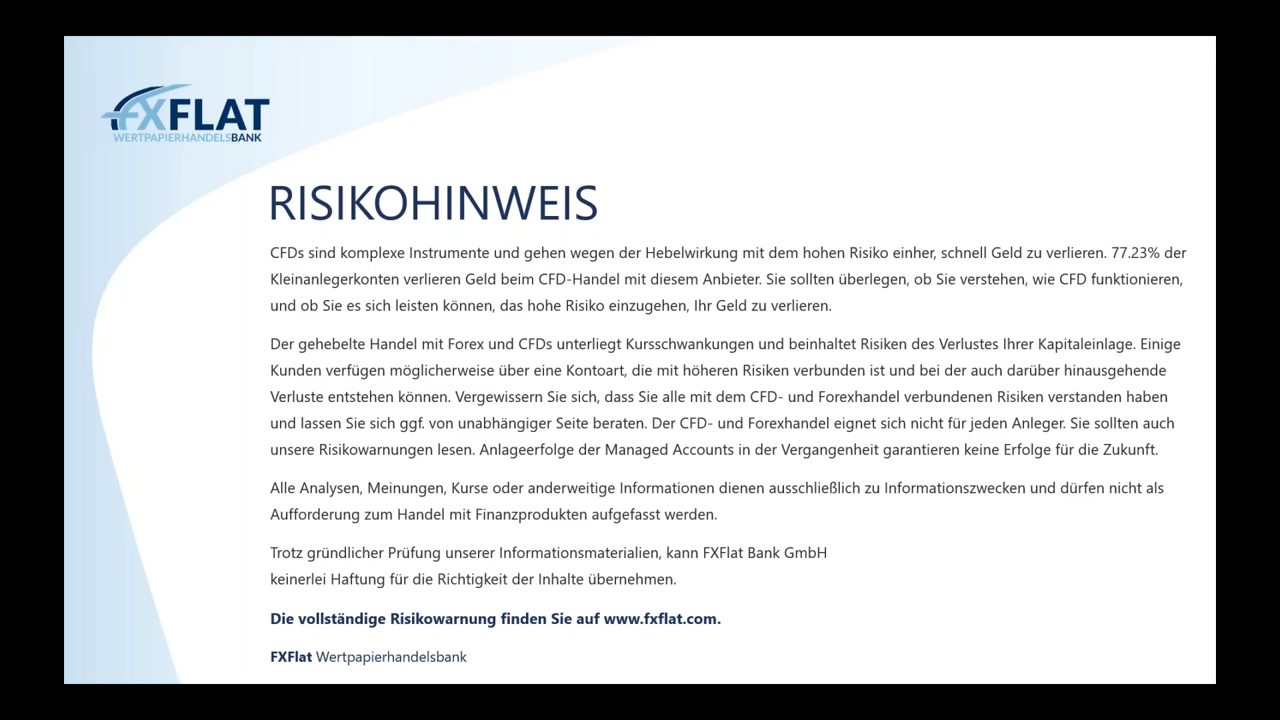 FXFLAT
WERTPAPIERHANDELSBANK
RISIKOHINWEIS
CFDs sind komplexe Instrumente und gehen wegen der Hebelwirkung mit dem hohen Risiko einher, schnell Geld zu verlieren. 77.23% der
Kleinanlegerkonten verlieren Geld beim CFD-Handel mit diesem Anbieter. Sie sollten überlegen, ob Sie verstehen, wie CFD funktionieren,
und ob Sie es sich leisten können, das hohe Risiko einzugehen, Ihr Geld zu verlieren.
Der gehebelte Handel mit Forex und CFDs unterliegt Kursschwankungen und beinhaltet Risiken des Verlustes Ihrer Kapitaleinlage. Einige
Kunden verfügen möglicherweise über eine Kontoart, die mit höheren Risiken verbunden ist und bei der auch darüber hinausgehende
Verluste entstehen können. Vergewissern Sie sich, dass Sie alle mit dem CFD- und Forexhandel verbundenen Risiken verstanden haben
und lassen Sie sich ggf. von unabhängiger Seite beraten. Der CFD- und Forexhandel eignet sich nicht für jeden Anleger. Sie sollten auch
unsere Risikowarnungen lesen. Anlageerfolge der Managed Accounts in der Vergangenheit garantieren keine Erfolge für die Zukunft.
Alle Analysen, Meinungen, Kurse oder anderweitige Informationen dienen ausschließlich zu Informationszwecken und dürfen nicht als
Aufforderung zum Handel mit Finanzprodukten aufgefasst werden.
Trotz gründlicher Prüfung unserer Informationsmaterialien, kann FXFlat Bank GmbH
keinerlei Haftung für die Richtigkeit der Inhalte übernehmen.
Die vollständige Risikowarnung finden Sie auf www.fxflat.com.
FXFlat Wertpapierhandelsbank